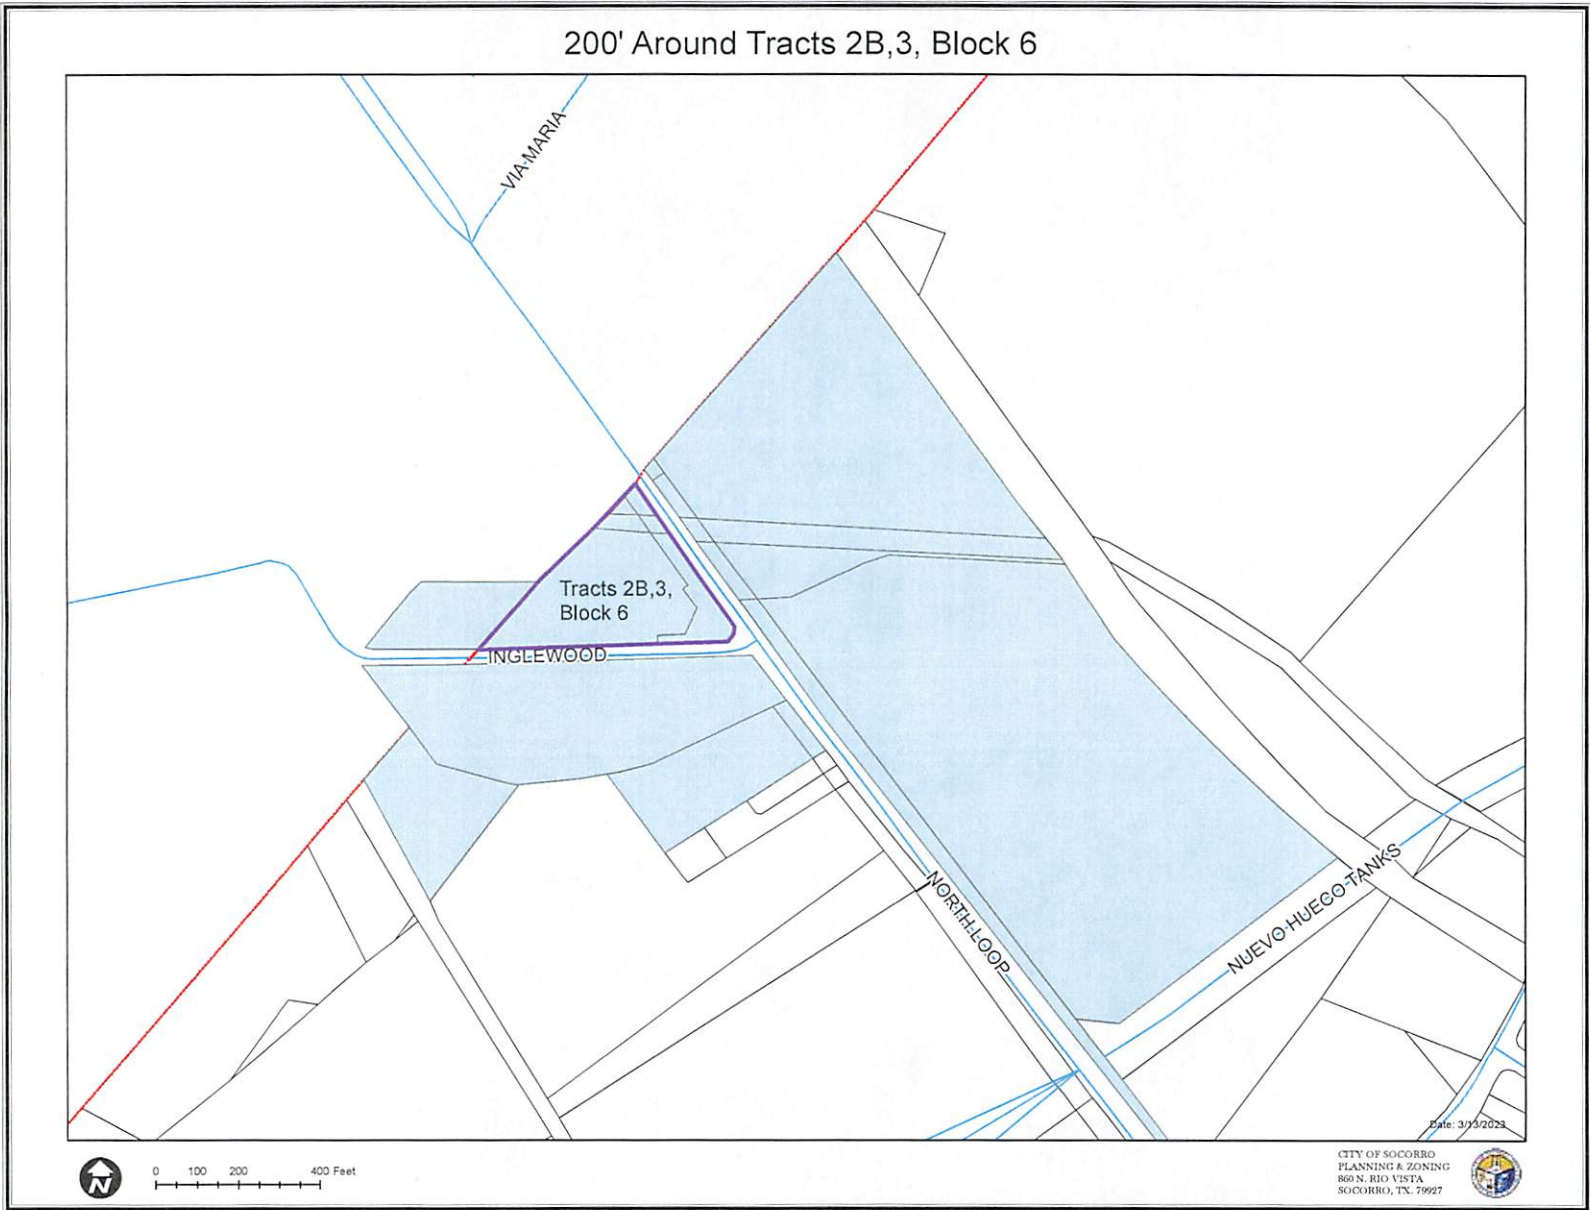 200' Around Tracts 2B,3, Block 6
VIA MARIA
Tracts 2B,3,
Block 6
INGLEWOOD
NORTH LOOP
NUEVO HUECO TANKS
Date: 3/13/2023
N
0 100 200 400 Feet
CITY OF SOCORRO
PLANNING & ZONING
860 N. RIO VISTA
SOCORRO, TX. 79927